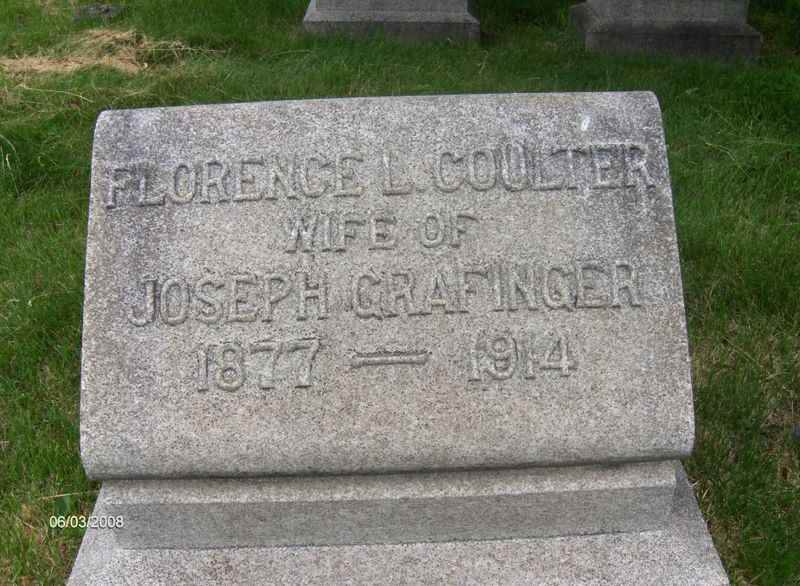 FLORENCE L. COULTER
WIFE OF
JOSEPH GRAFINGER
1877 — 1914
06/03/2008